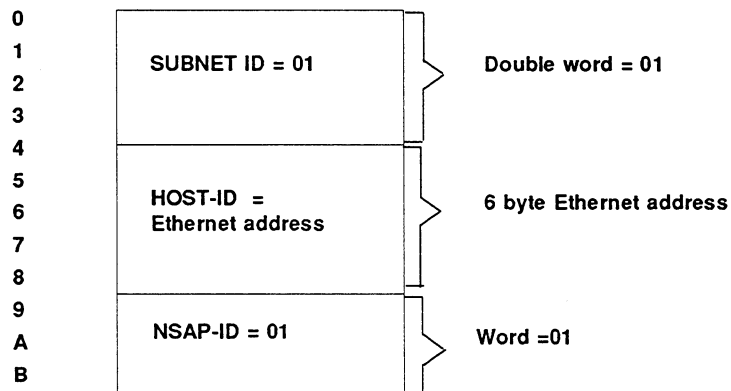 0
1
SUBNET ID = 01
Double word = 01
2
3
4
5
HOST-ID =
6 byte Ethernet address
6
Ethernet address
7
8
9
NSAP-ID = 01
Word =01
A
B